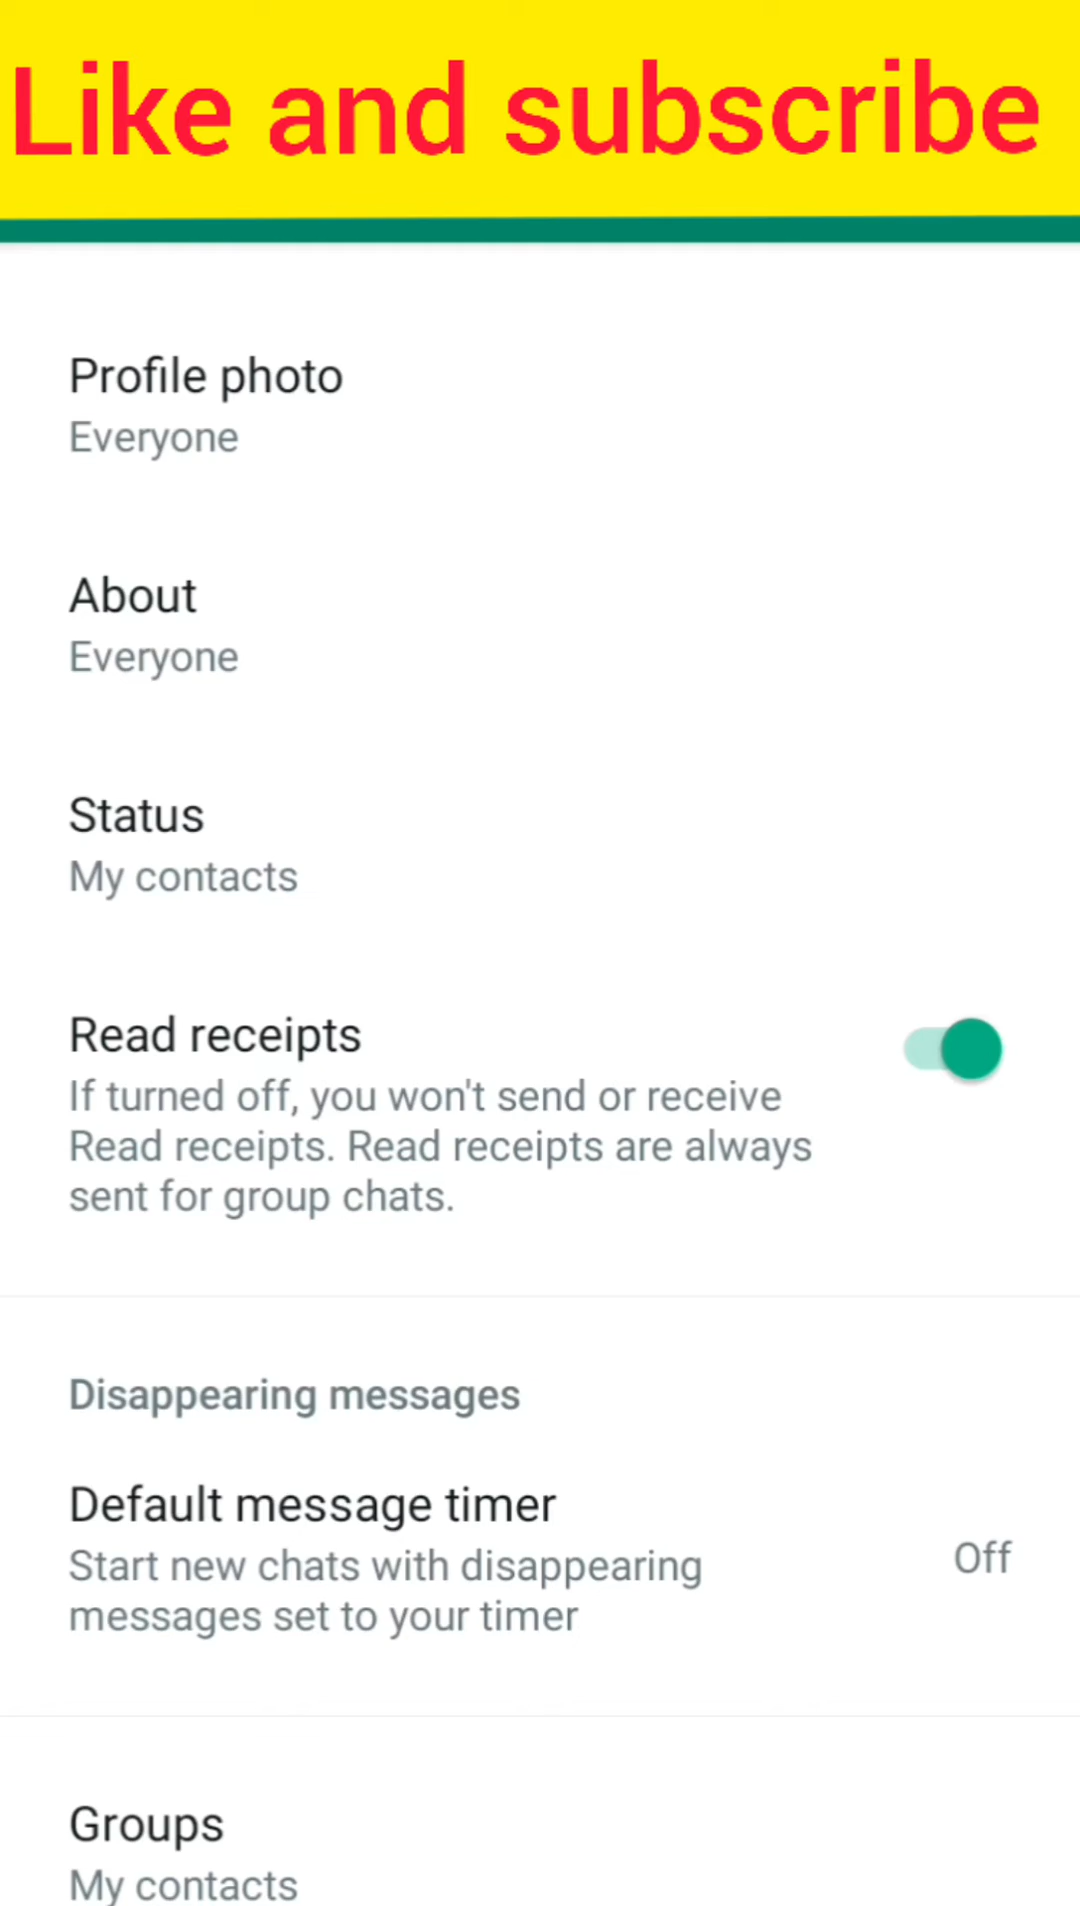 Like and subscribe
Profile photo
Everyone
About
Everyone
Status
My contacts
Read receipts
If turned off, you won't send or receive
Read receipts. Read receipts are always
sent for group chats.
Disappearing messages
Default message timer
Start new chats with disappearing
messages set to your timer
Off
Groups
My contacts